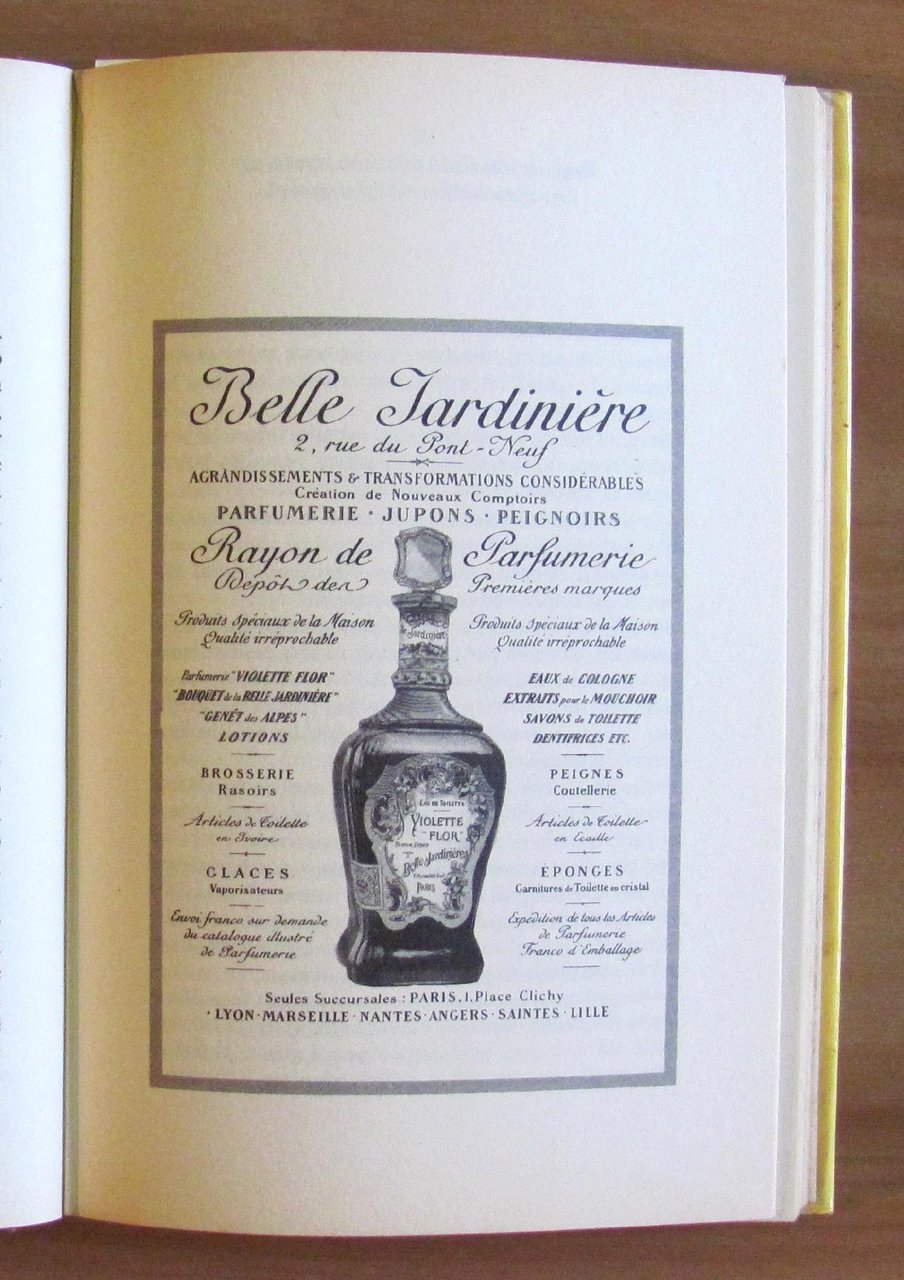 Belle Jardinière
2, rue du Pont-Neuf
AGRANDISSEMENTS & TRANSFORMATIONS CONSIDÉRABLES
Création de Nouveaux Comptoirs
PARFUMERIE · JUPONS · PEIGNOIRS
Rayon de Parfumerie
Dépôt des Premières marques
Produits spéciaux de la Maison
Qualité irréprochable
Parfumerie "VIOLETTE FLOR"
"BOUQUET de la BELLE JARDINIÈRE"
"GENÊT des ALPES"
LOTIONS
BROSSERIE
Rasoirs
Articles de Toilette
en Ivoire
GLACES
Vaporisateurs
Envoi franco sur demande
du catalogue illustré
de Parfumerie
Jardinière
EAU DE TOILETTE
VIOLETTE
"FLOR"
Belle Jardinière
PARIS
Produits spéciaux de la Maison
Qualité irréprochable
EAUX de COLOGNE
EXTRAITS pour le MOUCHOIR
SAVONS de TOILETTE
DENTIFRICES ETC.
PEIGNES
Coutellerie
Articles de Toilette
en Ecaille
ÉPONGES
Garnitures de Toilette en cristal
Expédition de tous les Articles
de Parfumerie
Franco d'Emballage
Seules Succursales : PARIS, 1, Place Clichy
· LYON · MARSEILLE · NANTES · ANGERS · SAINTES · LILLE